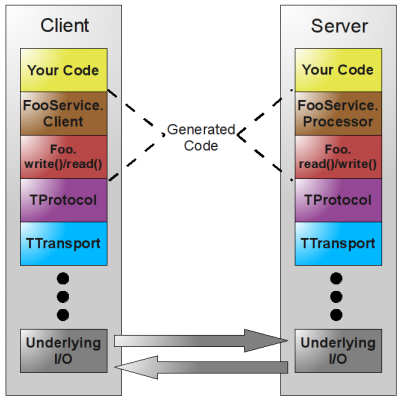 Client
Your Code
FooService.
Client
Foo.
write()/read()
TProtocol
TTransport
Underlying
I/O
Generated
Code
Server
Your Code
FooService.
Processor
Foo.
read()/write()
TProtocol
TTransport
Underlying
I/O